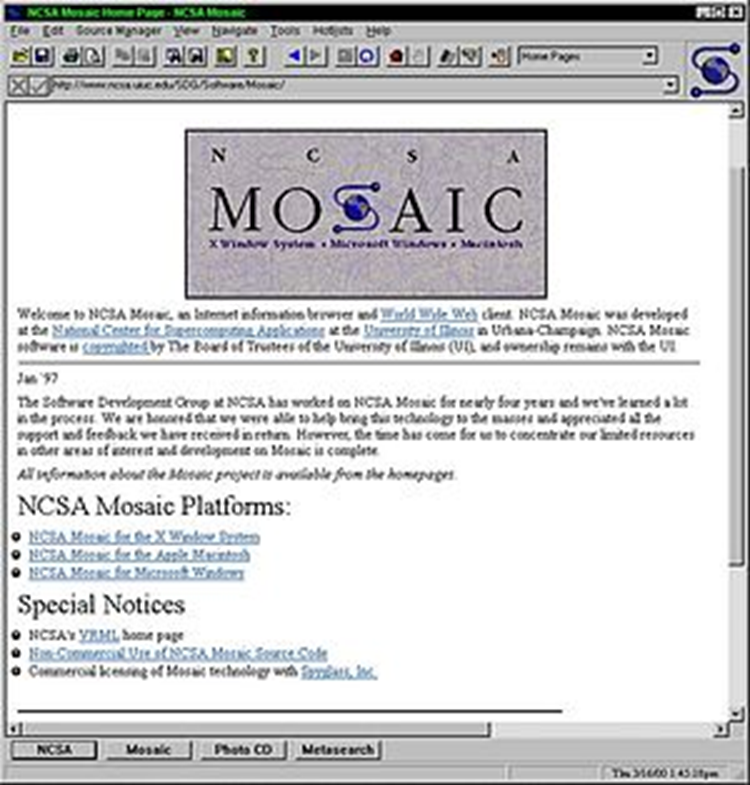 NCSA Mosaic Home Page - NCSA Mosaic
File Edit Source Manager View Navigate Tools Hotlists Help
Home Pages
http://www.ncsa.uiuc.edu/SDG/Software/Mosaic/
N C S A
MOSAIC
X Window System • Microsoft Windows • Macintosh
Welcome to NCSA Mosaic, an Internet information browser and World Wide Web client. NCSA Mosaic was developed
at the National Center for Supercomputing Applications at the University of Illinois in Urbana-Champaign. NCSA Mosaic
software is copyrighted by The Board of Trustees of the University of Illinois (UI), and ownership remains with the UI.
Jan '97
The Software Development Group at NCSA has worked on NCSA Mosaic for nearly four years and we've learned a lot
in the process. We are honored that we were able to help bring this technology to the masses and appreciated all the
support and feedback we have received in return. However, the time has come for us to concentrate our limited resources
in other areas of interest and development on Mosaic is complete.
All information about the Mosaic project is available from the homepages.
NCSA Mosaic Platforms:
NCSA Mosaic for the X Window System
NCSA Mosaic for the Apple Macintosh
NCSA Mosaic for Microsoft Windows
Special Notices
NCSA's VRML home page
Non-Commercial Use of NCSA Mosaic Source Code
Commercial licensing of Mosaic technology with Spyglass, Inc.
NCSA Mosaic Photo CD Metasearch
Thu 3/16/00 1:45:18pm